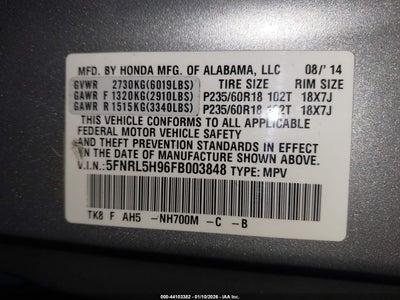 MFD. BY HONDA MFG. OF ALABAMA, LLC 08/'14
GVWR 2730KG(6019LBS) TIRE SIZE RIM SIZE
GAWR F 1320KG(2910LBS) P235/60R18 102T 18X7J
GAWR R 1515KG(3340LBS) P235/60R18 102T 18X7J
THIS VEHICLE CONFORMS TO ALL APPLICABLE
FEDERAL MOTOR VEHICLE SAFETY
AND THEFT PREVENTION STANDARDS IN EFFECT
ON THE DATE OF MANUFACTURE SHOWN ABOVE.
V.I.N.: 5FNRL5H96FB003848 TYPE: MPV
TK8 F AH5 -NH700M -C -B
000-44103382 - 01/10/2026 - IAA, Inc.